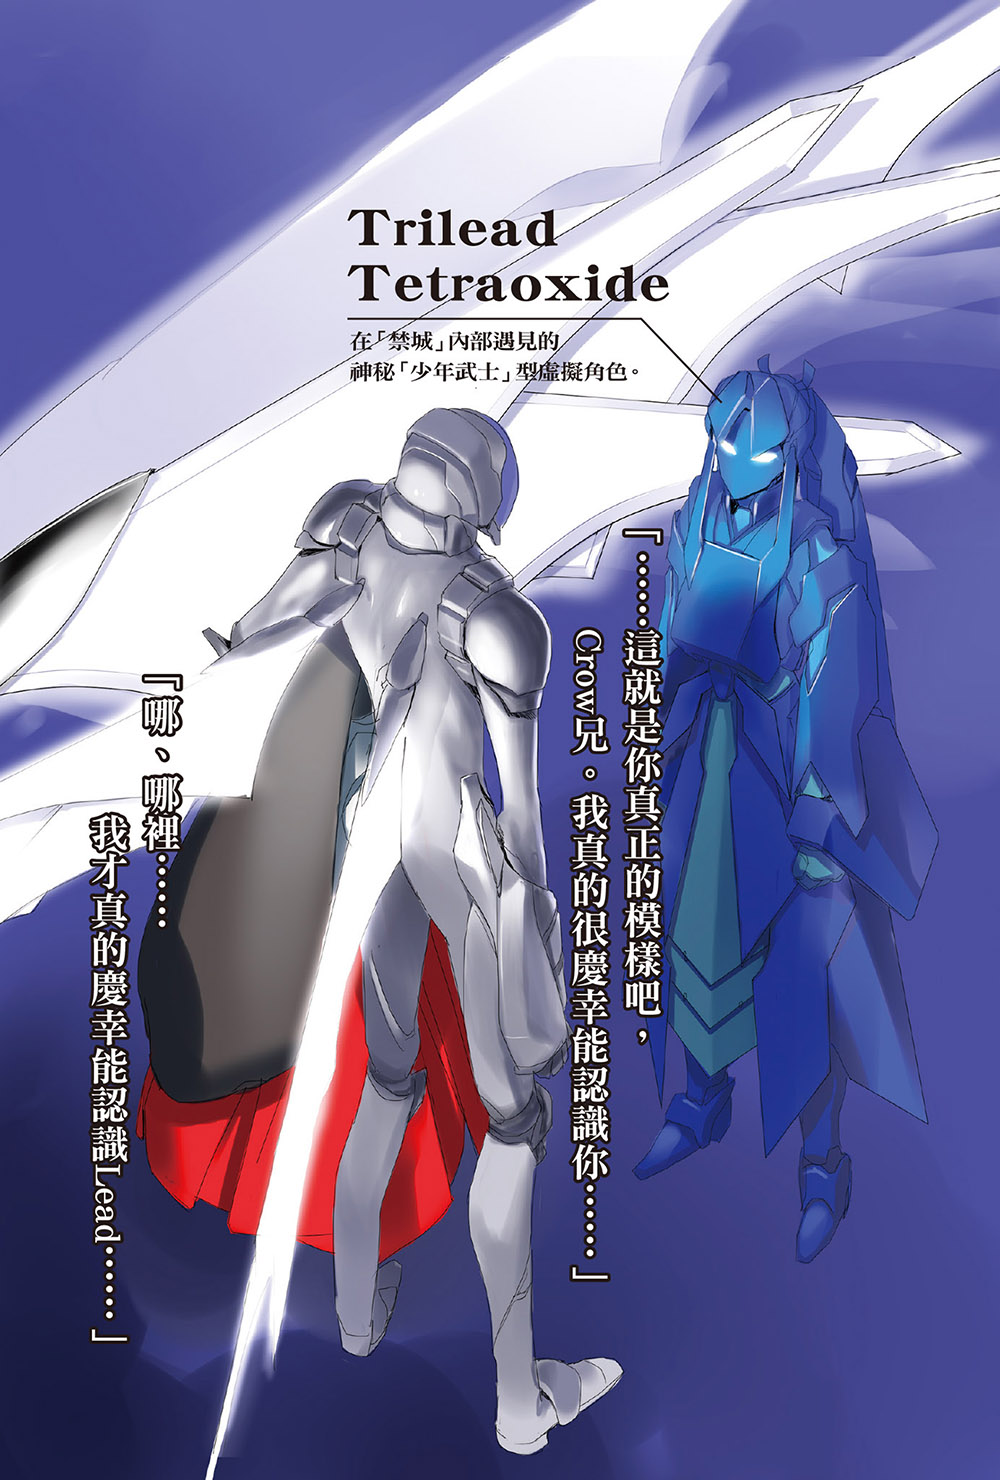 Trilead
Tetraoxide
在「禁城」內部遇見的
神秘「少年武士」型虛擬角色。
『……這就是你真正的模樣吧，
Crow兄。我真的很慶幸能認識你……』
『哪、哪裡……
我才真的慶幸能認識Lead……』